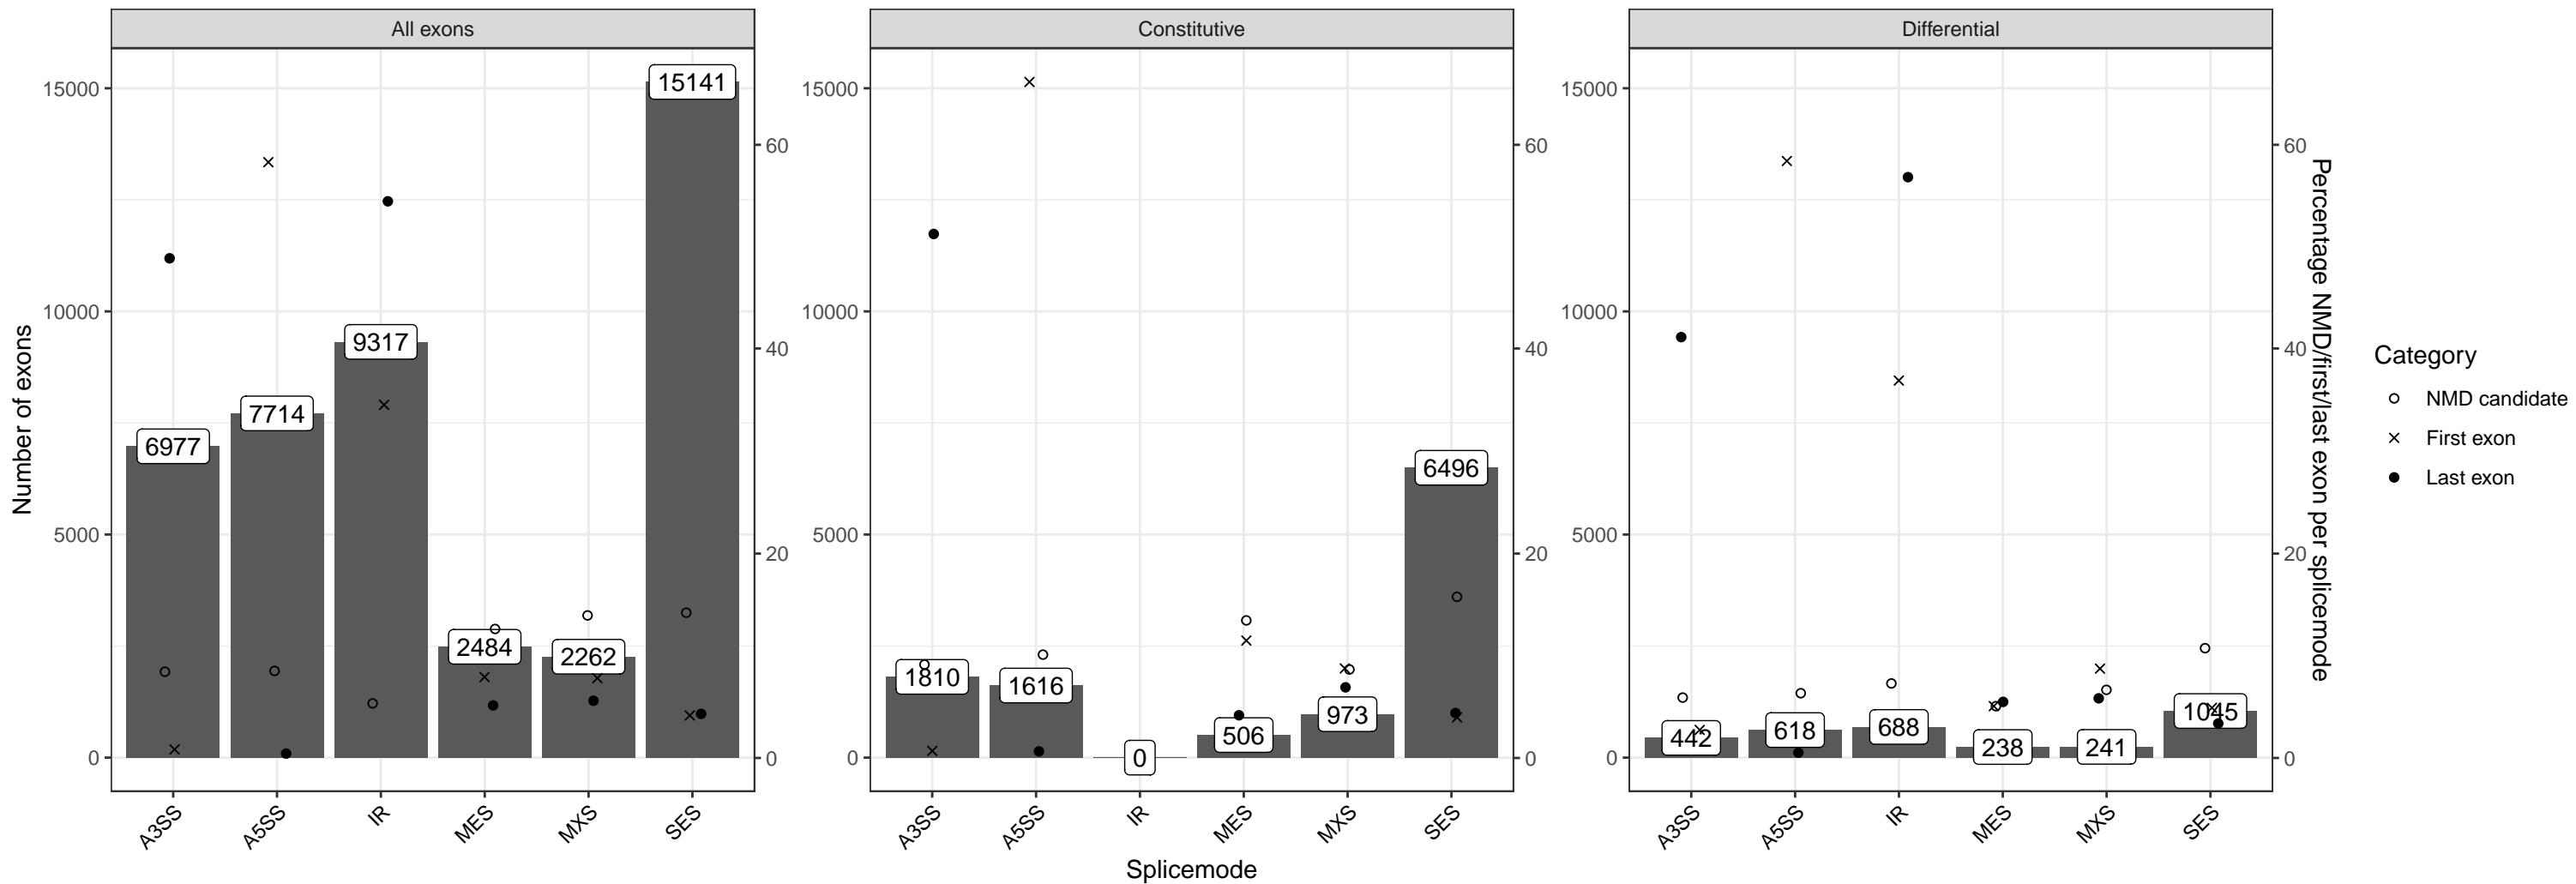 All exons
Constitutive
Differential
Number of exons
15000
10000
5000
0
6977
7714
9317
2484
2262
15141
60
40
20
0
A3SS
A5SS
IR
MES
MXS
SES
15000
10000
5000
0
1810
1616
0
506
973
6496
60
40
20
0
A3SS
A5SS
IR
MES
MXS
SES
15000
10000
5000
0
442
618
688
238
241
1045
60
40
20
0
A3SS
A5SS
IR
MES
MXS
SES
Splicemode
Percentage NMD/first/last exon per splicemode
Category
NMD candidate
First exon
Last exon